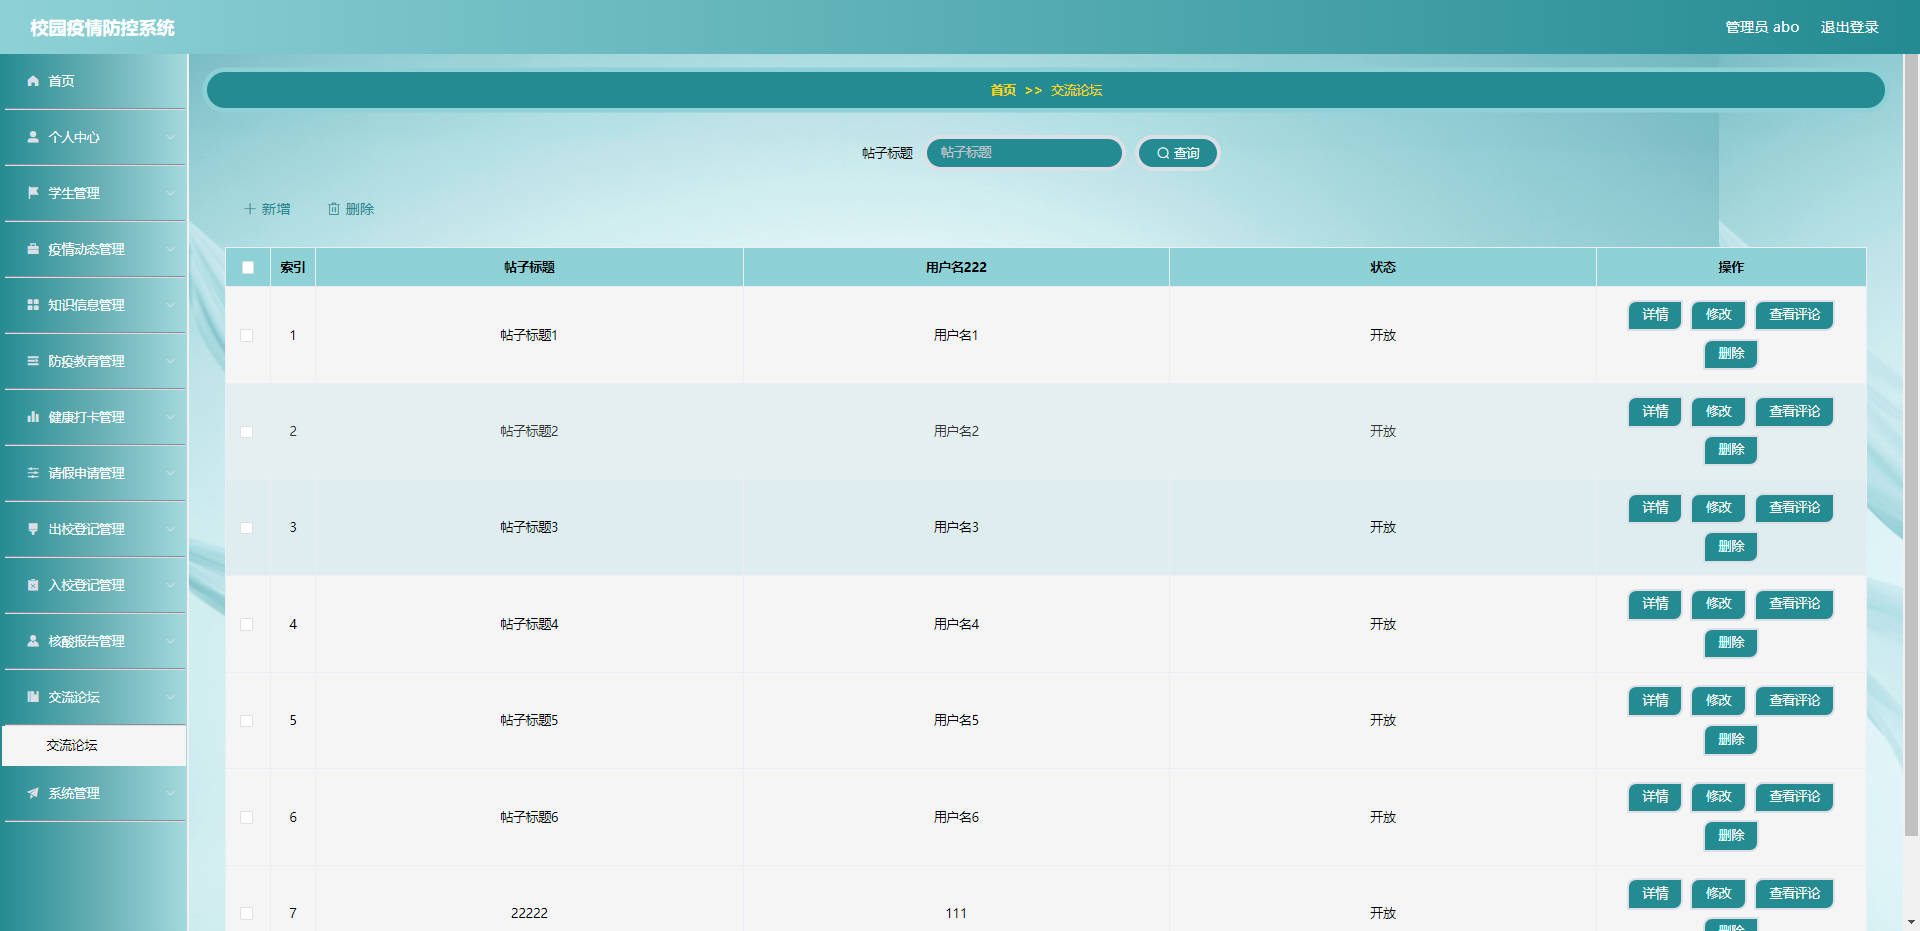 校园疫情防控系统
管理员 abo 退出登录
首页
个人中心
学生管理
疫情动态管理
知识信息管理
防疫教育管理
健康打卡管理
请假申请管理
出校登记管理
入校登记管理
核酸报告管理
交流论坛
交流论坛
系统管理
首页 >> 交流论坛
帖子标题 帖子标题 查询
新增 删除
索引 帖子标题 用户名222 状态 操作
1 帖子标题1 用户名1 开放 详情 修改 查看评论
删除
2 帖子标题2 用户名2 开放 详情 修改 查看评论
删除
3 帖子标题3 用户名3 开放 详情 修改 查看评论
删除
4 帖子标题4 用户名4 开放 详情 修改 查看评论
删除
5 帖子标题5 用户名5 开放 详情 修改 查看评论
删除
6 帖子标题6 用户名6 开放 详情 修改 查看评论
删除
7 22222 111 开放 详情 修改 查看评论
删除